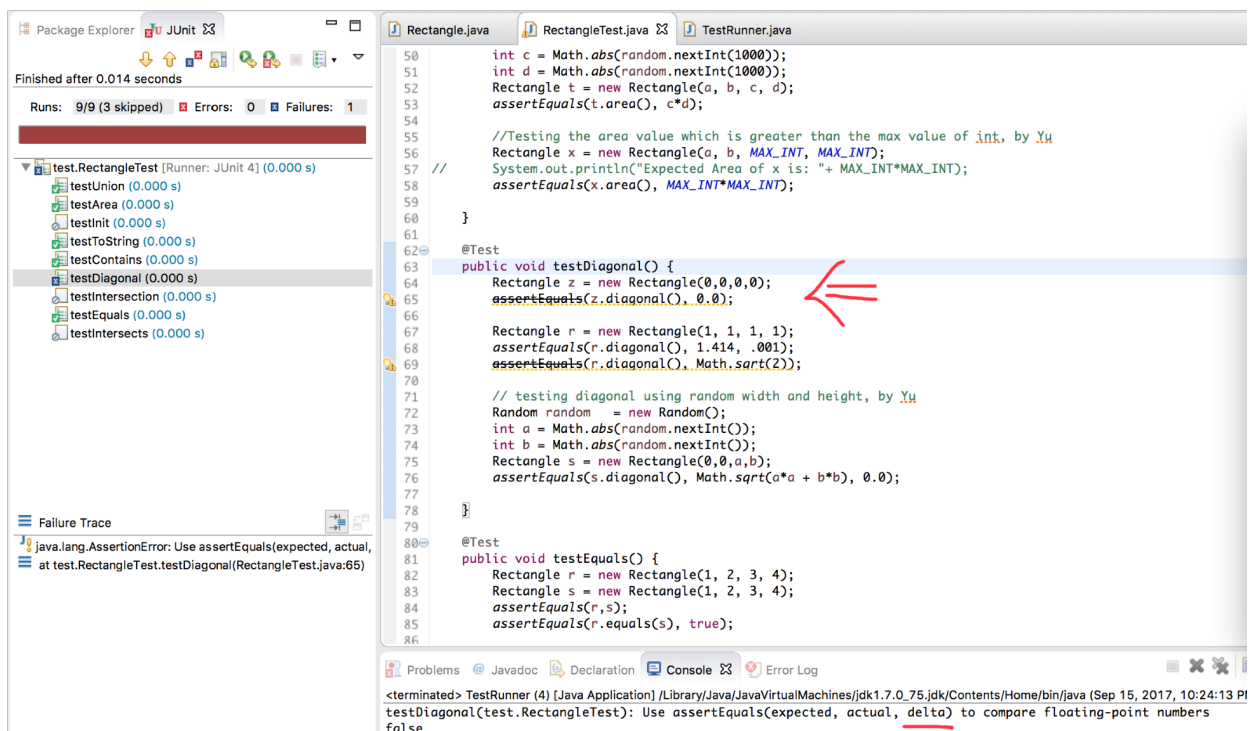 Package Explorer JUnit
Finished after 0.014 seconds
Runs: 9/9 (3 skipped) Errors: 0 Failures: 1
test.RectangleTest [Runner: JUnit 4] (0.000 s)
testUnion (0.000 s)
testArea (0.000 s)
testInit (0.000 s)
testToString (0.000 s)
testContains (0.000 s)
testDiagonal (0.000 s)
testIntersection (0.000 s)
testEquals (0.000 s)
testIntersects (0.000 s)
Failure Trace
java.lang.AssertionError: Use assertEquals(expected, actual,
at test.RectangleTest.testDiagonal(RectangleTest.java:65)
Rectangle.java RectangleTest.java TestRunner.java
50 int c = Math.abs(random.nextInt(1000));
51 int d = Math.abs(random.nextInt(1000));
52 Rectangle t = new Rectangle(a, b, c, d);
53 assertEquals(t.area(), c*d);
54
55 //Testing the area value which is greater than the max value of int, by Yu
56 Rectangle x = new Rectangle(a, b, MAX_INT, MAX_INT);
57 // System.out.println("Expected Area of x is: "+ MAX_INT*MAX_INT);
58 assertEquals(x.area(), MAX_INT*MAX_INT);
59
60 }
61
62 @Test
63 public void testDiagonal() {
64 Rectangle z = new Rectangle(0,0,0,0);
65 assertEquals(z.diagonal(), 0.0);
66
67 Rectangle r = new Rectangle(1, 1, 1, 1);
68 assertEquals(r.diagonal(), 1.414, .001);
69 assertEquals(r.diagonal(), Math.sqrt(2));
70
71 // testing diagonal using random width and height, by Yu
72 Random random = new Random();
73 int a = Math.abs(random.nextInt());
74 int b = Math.abs(random.nextInt());
75 Rectangle s = new Rectangle(0,0,a,b);
76 assertEquals(s.diagonal(), Math.sqrt(a*a + b*b), 0.0);
77
78 }
79
80 @Test
81 public void testEquals() {
82 Rectangle r = new Rectangle(1, 2, 3, 4);
83 Rectangle s = new Rectangle(1, 2, 3, 4);
84 assertEquals(r,s);
85 assertEquals(r.equals(s), true);
86
Problems @ Javadoc Declaration Console Error Log
<terminated> TestRunner (4) [Java Application] /Library/Java/JavaVirtualMachines/jdk1.7.0_75.jdk/Contents/Home/bin/java (Sep 15, 2017, 10:24:13 P
testDiagonal(test.RectangleTest): Use assertEquals(expected, actual, delta) to compare floating-point numbers
false